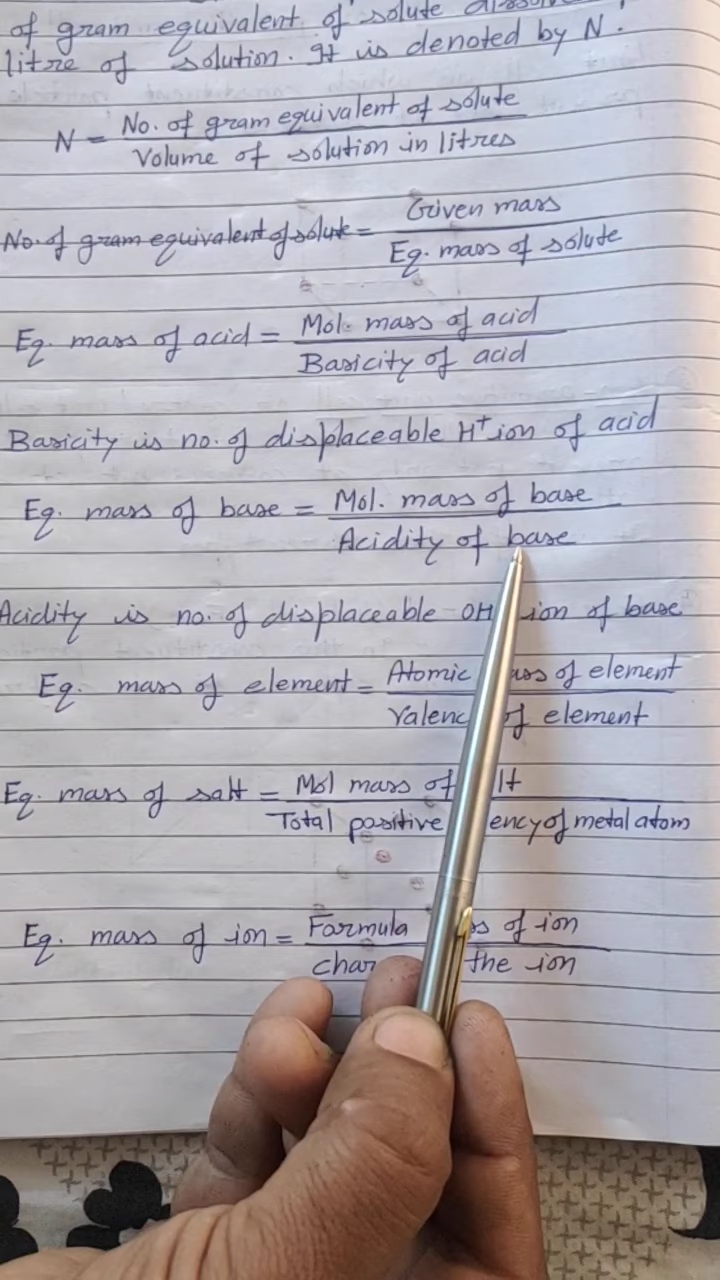 of gram equivalent of solute
litre of solution. It is denoted by N.
N = No. of gram equivalent of solute
Volume of solution in litres
No. of gram equivalent of solute = Given mass
Eq. mass of solute
Eq. mass of acid = Mol. mass of acid
Basicity of acid
Basicity is no. of displaceable H+ ion of acid
Eq. mass of base = Mol. mass of base
Acidity of base
Acidity is no. of displaceable OH ion of base
Eq. mass of element = Atomic of element
of element
Eq. mass of salt = Mol mass of
Total positive of metal atom
Eq. mass of ion = Formula of ion
the ion